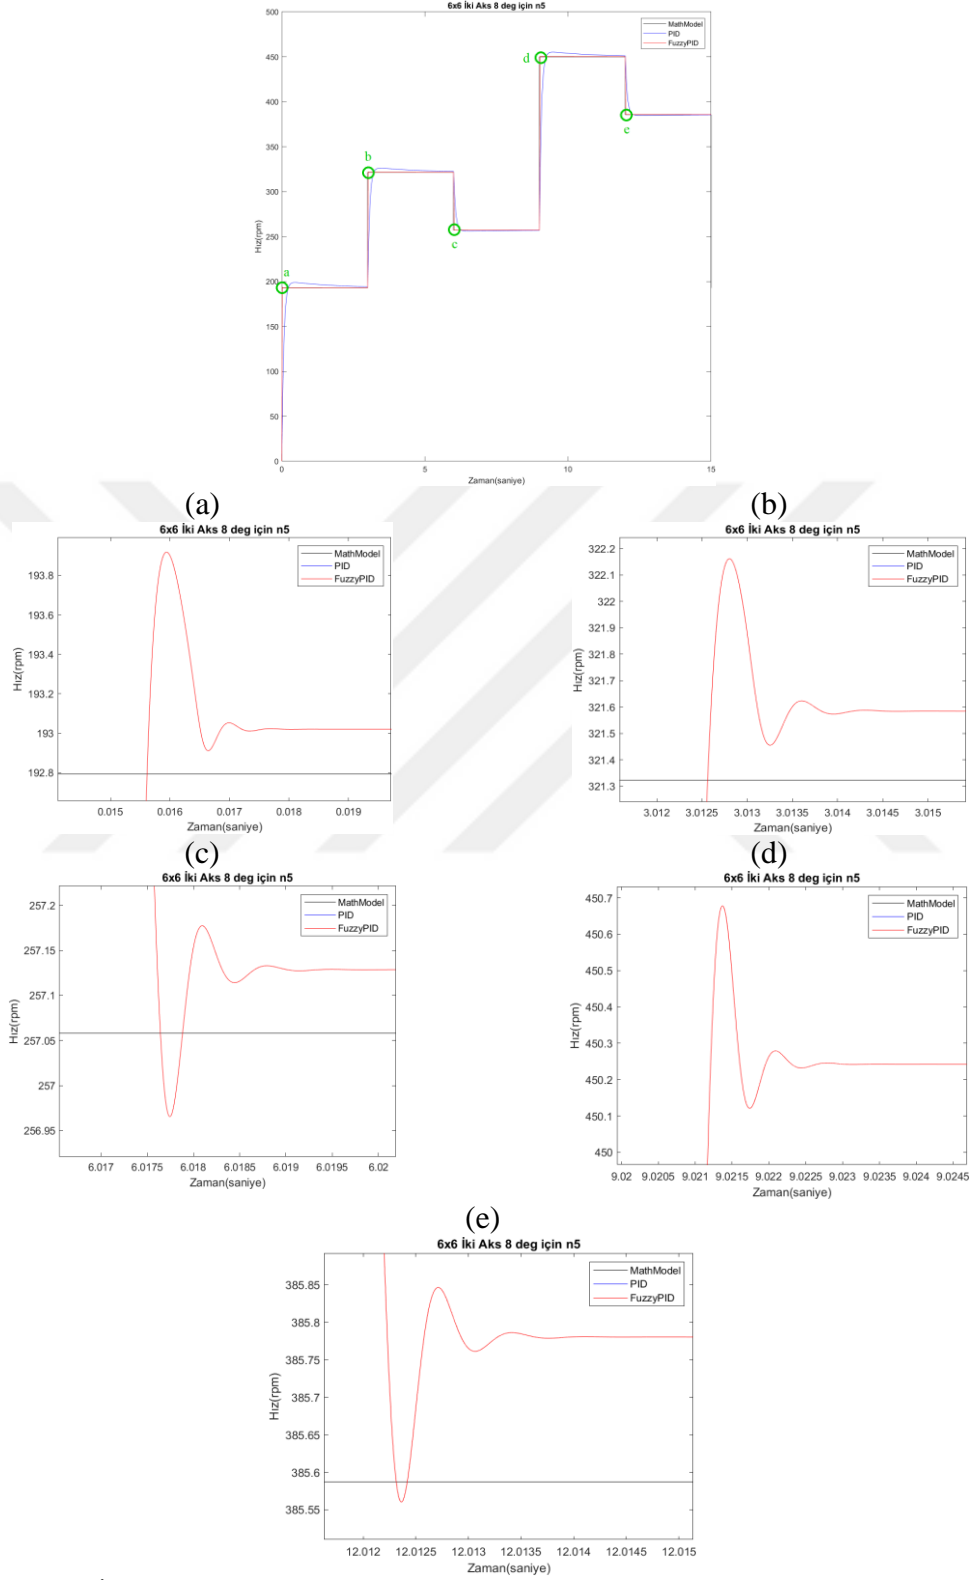 6x6 İki Aks 8 deg için n5
MathModel
PID
FuzzyPID
500
450
400
350
300
250
200
150
100
50
0
Hız(rpm)
a
b
c
d
e
0 5 10 15
Zaman(saniye)
(a)
6x6 İki Aks 8 deg için n5
MathModel
PID
FuzzyPID
193.8
193.6
193.4
193.2
193
192.8
Hız(rpm)
0.015 0.016 0.017 0.018 0.019
Zaman(saniye)
(b)
6x6 İki Aks 8 deg için n5
MathModel
PID
FuzzyPID
322.2
322.1
322
321.9
321.8
321.7
321.6
321.5
321.4
321.3
Hız(rpm)
3.012 3.0125 3.013 3.0135 3.014 3.0145 3.015
Zaman(saniye)
(c)
6x6 İki Aks 8 deg için n5
MathModel
PID
FuzzyPID
257.2
257.15
257.1
257.05
257
256.95
Hız(rpm)
6.017 6.0175 6.018 6.0185 6.019 6.0195 6.02
Zaman(saniye)
(d)
6x6 İki Aks 8 deg için n5
MathModel
PID
FuzzyPID
450.7
450.6
450.5
450.4
450.3
450.2
450.1
450
Hız(rpm)
9.02 9.0205 9.021 9.0215 9.022 9.0225 9.023 9.0235 9.024 9.0245
Zaman(saniye)
(e)
6x6 İki Aks 8 deg için n5
MathModel
PID
FuzzyPID
385.85
385.8
385.75
385.7
385.65
385.6
385.55
Hız(rpm)
12.012 12.0125 12.013 12.0135 12.014 12.0145 12.015
Zaman(saniye)